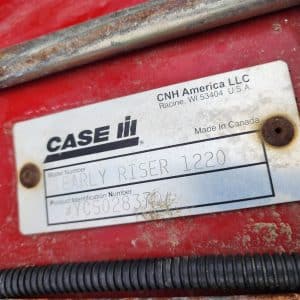 CNH America LLC
Racine, WI 53404 U.S.A.
CASE IH
Made In Canada
Model Number
EARLY RISER 1220
Product Identification Number